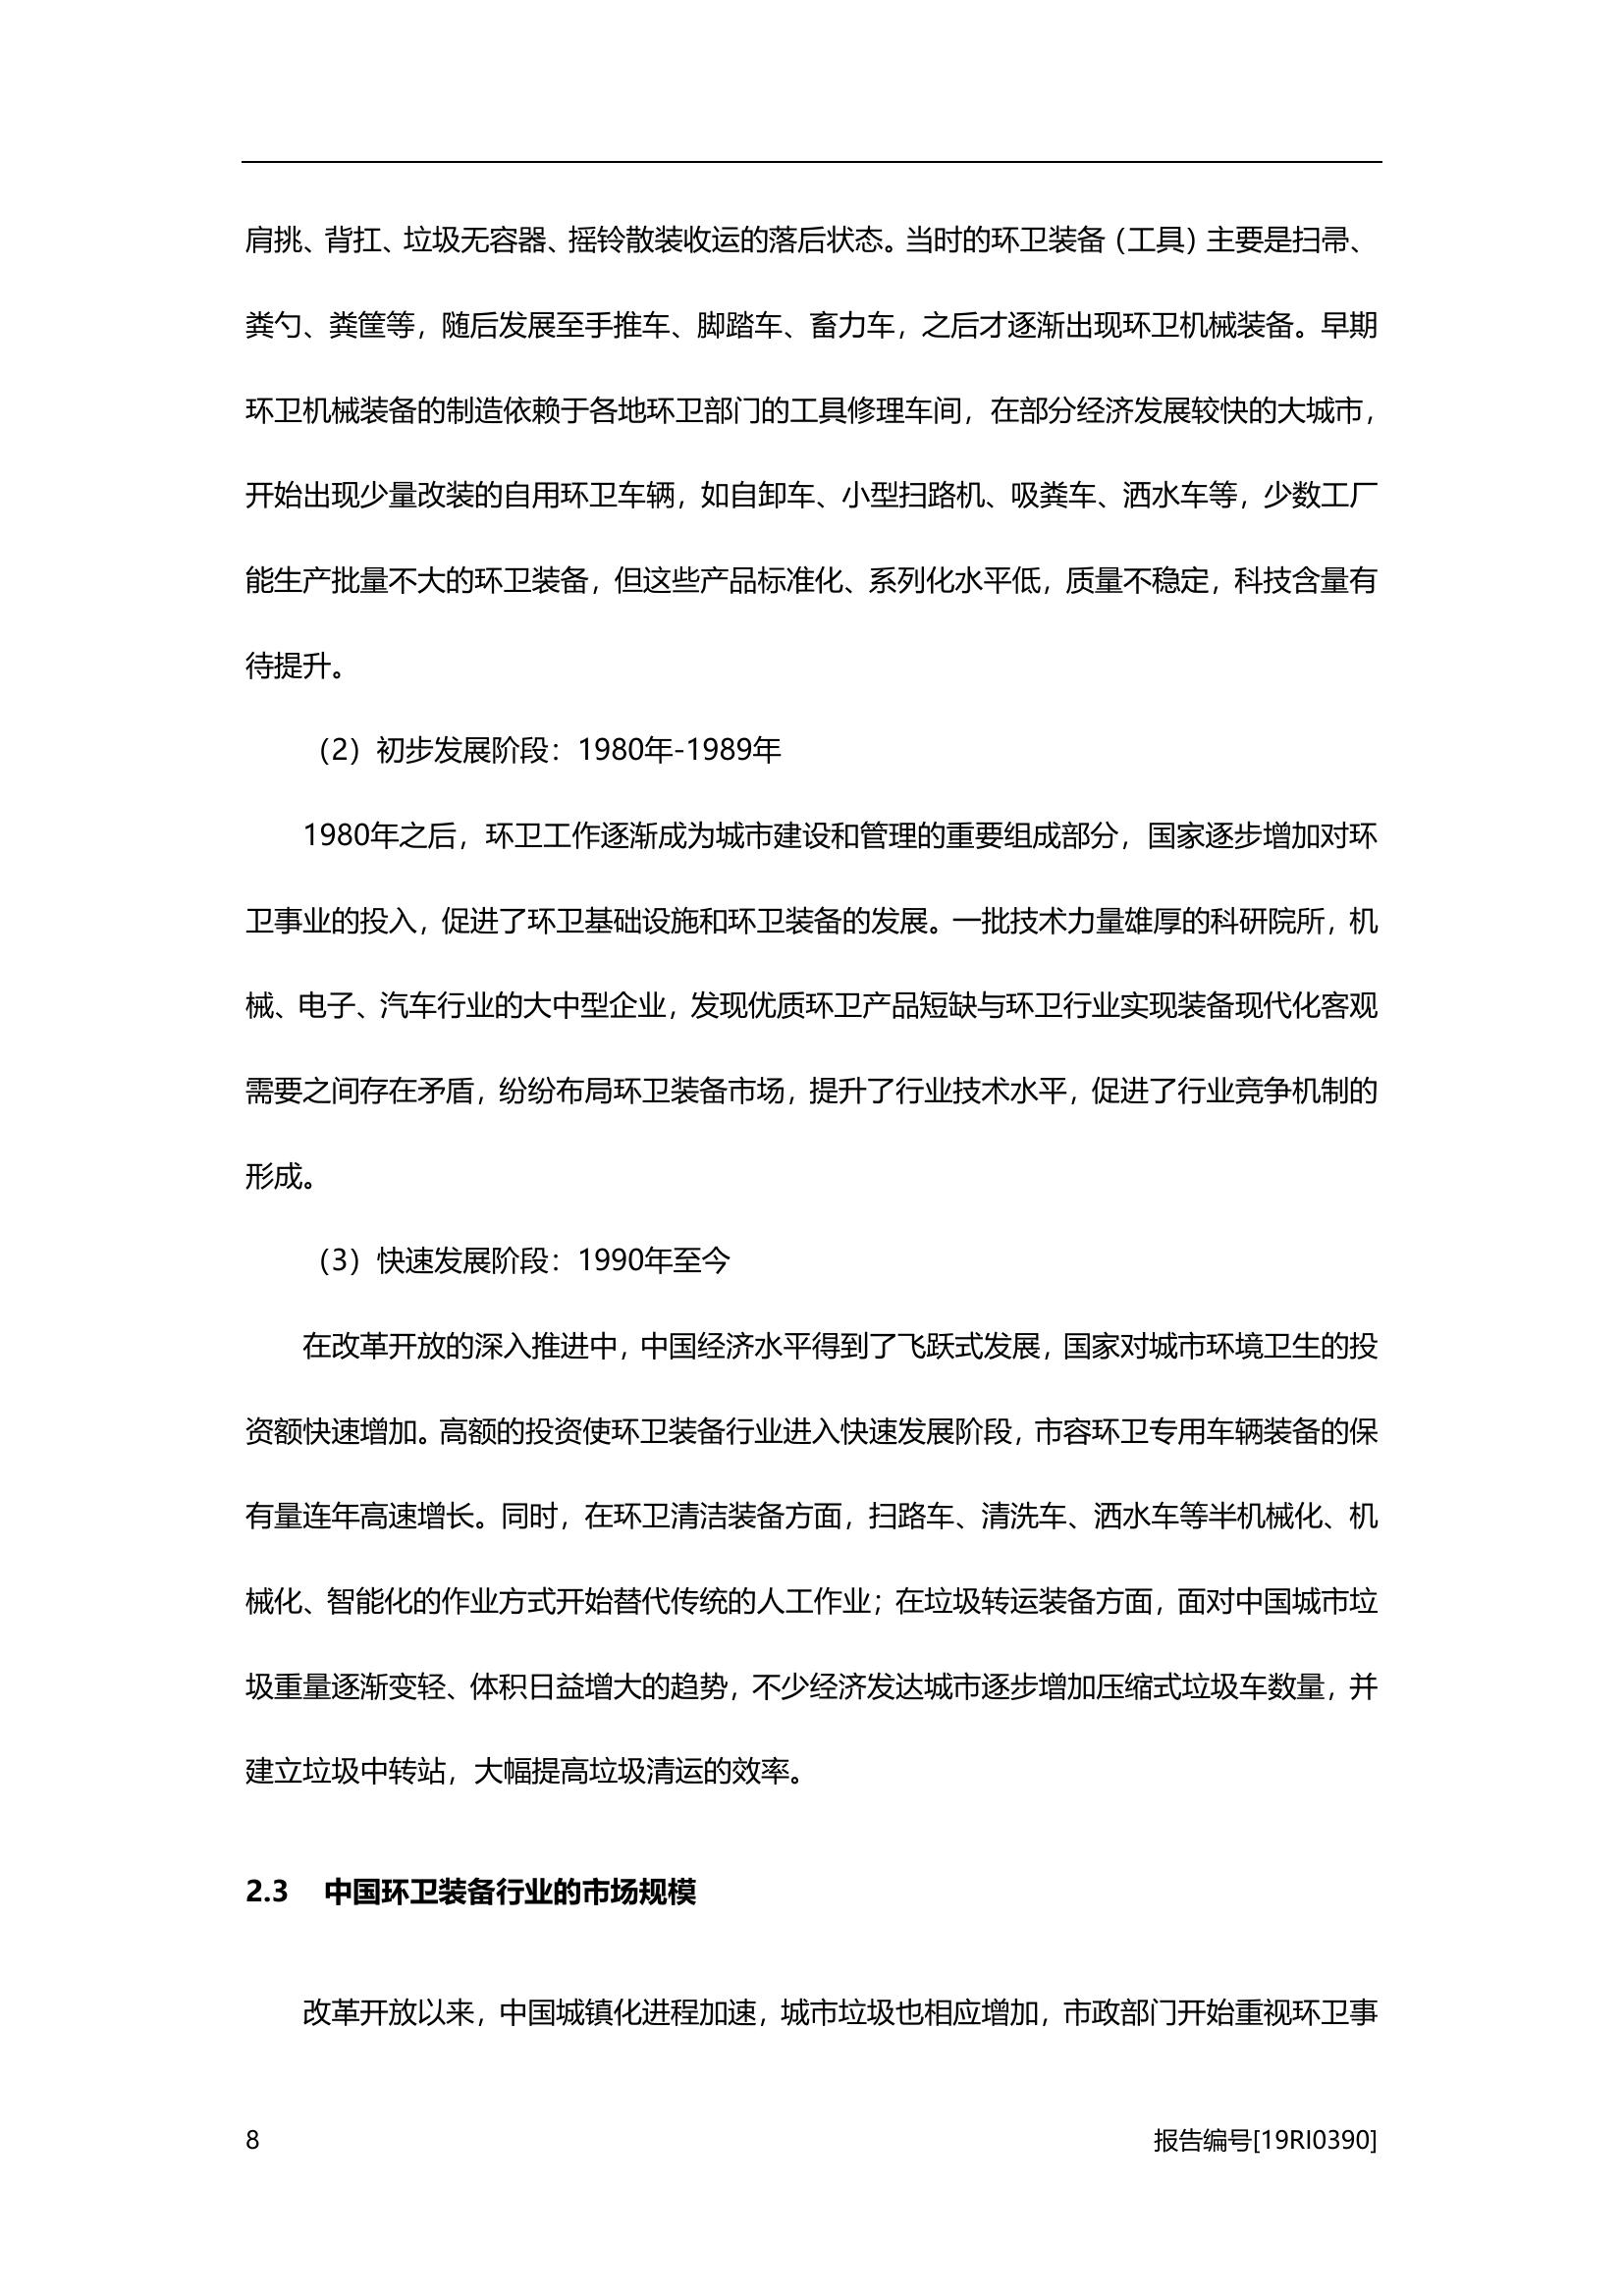 肩挑、背扛、垃圾无容器、摇铃散装收运的落后状态。当时的环卫装备（工具）主要是扫帚、
粪勺、粪筐等，随后发展至手推车、脚踏车、畜力车，之后才逐渐出现环卫机械装备。早期
环卫机械装备的制造依赖于各地环卫部门的工具修理车间，在部分经济发展较快的大城市，
开始出现少量改装的自用环卫车辆，如自卸车、小型扫路机、吸粪车、洒水车等，少数工厂
能生产批量不大的环卫装备，但这些产品标准化、系列化水平低，质量不稳定，科技含量有
待提升。
（2）初步发展阶段：1980年-1989年
1980年之后，环卫工作逐渐成为城市建设和管理的重要组成部分，国家逐步增加对环
卫事业的投入，促进了环卫基础设施和环卫装备的发展。一批技术力量雄厚的科研院所，机
械、电子、汽车行业的大中型企业，发现优质环卫产品短缺与环卫行业实现装备现代化客观
需要之间存在矛盾，纷纷布局环卫装备市场，提升了行业技术水平，促进了行业竞争机制的
形成。
（3）快速发展阶段：1990年至今
在改革开放的深入推进中，中国经济水平得到了飞跃式发展，国家对城市环境卫生的投
资额快速增加。高额的投资使环卫装备行业进入快速发展阶段，市容环卫专用车辆装备的保
有量连年高速增长。同时，在环卫清洁装备方面，扫路车、清洗车、洒水车等半机械化、机
械化、智能化的作业方式开始替代传统的人工作业；在垃圾转运装备方面，面对中国城市垃
圾重量逐渐变轻、体积日益增大的趋势，不少经济发达城市逐步增加压缩式垃圾车数量，并
建立垃圾中转站，大幅提高垃圾清运的效率。
2.3 中国环卫装备行业的市场规模
改革开放以来，中国城镇化进程加速，城市垃圾也相应增加，市政部门开始重视环卫事
8 报告编号[19RI0390]